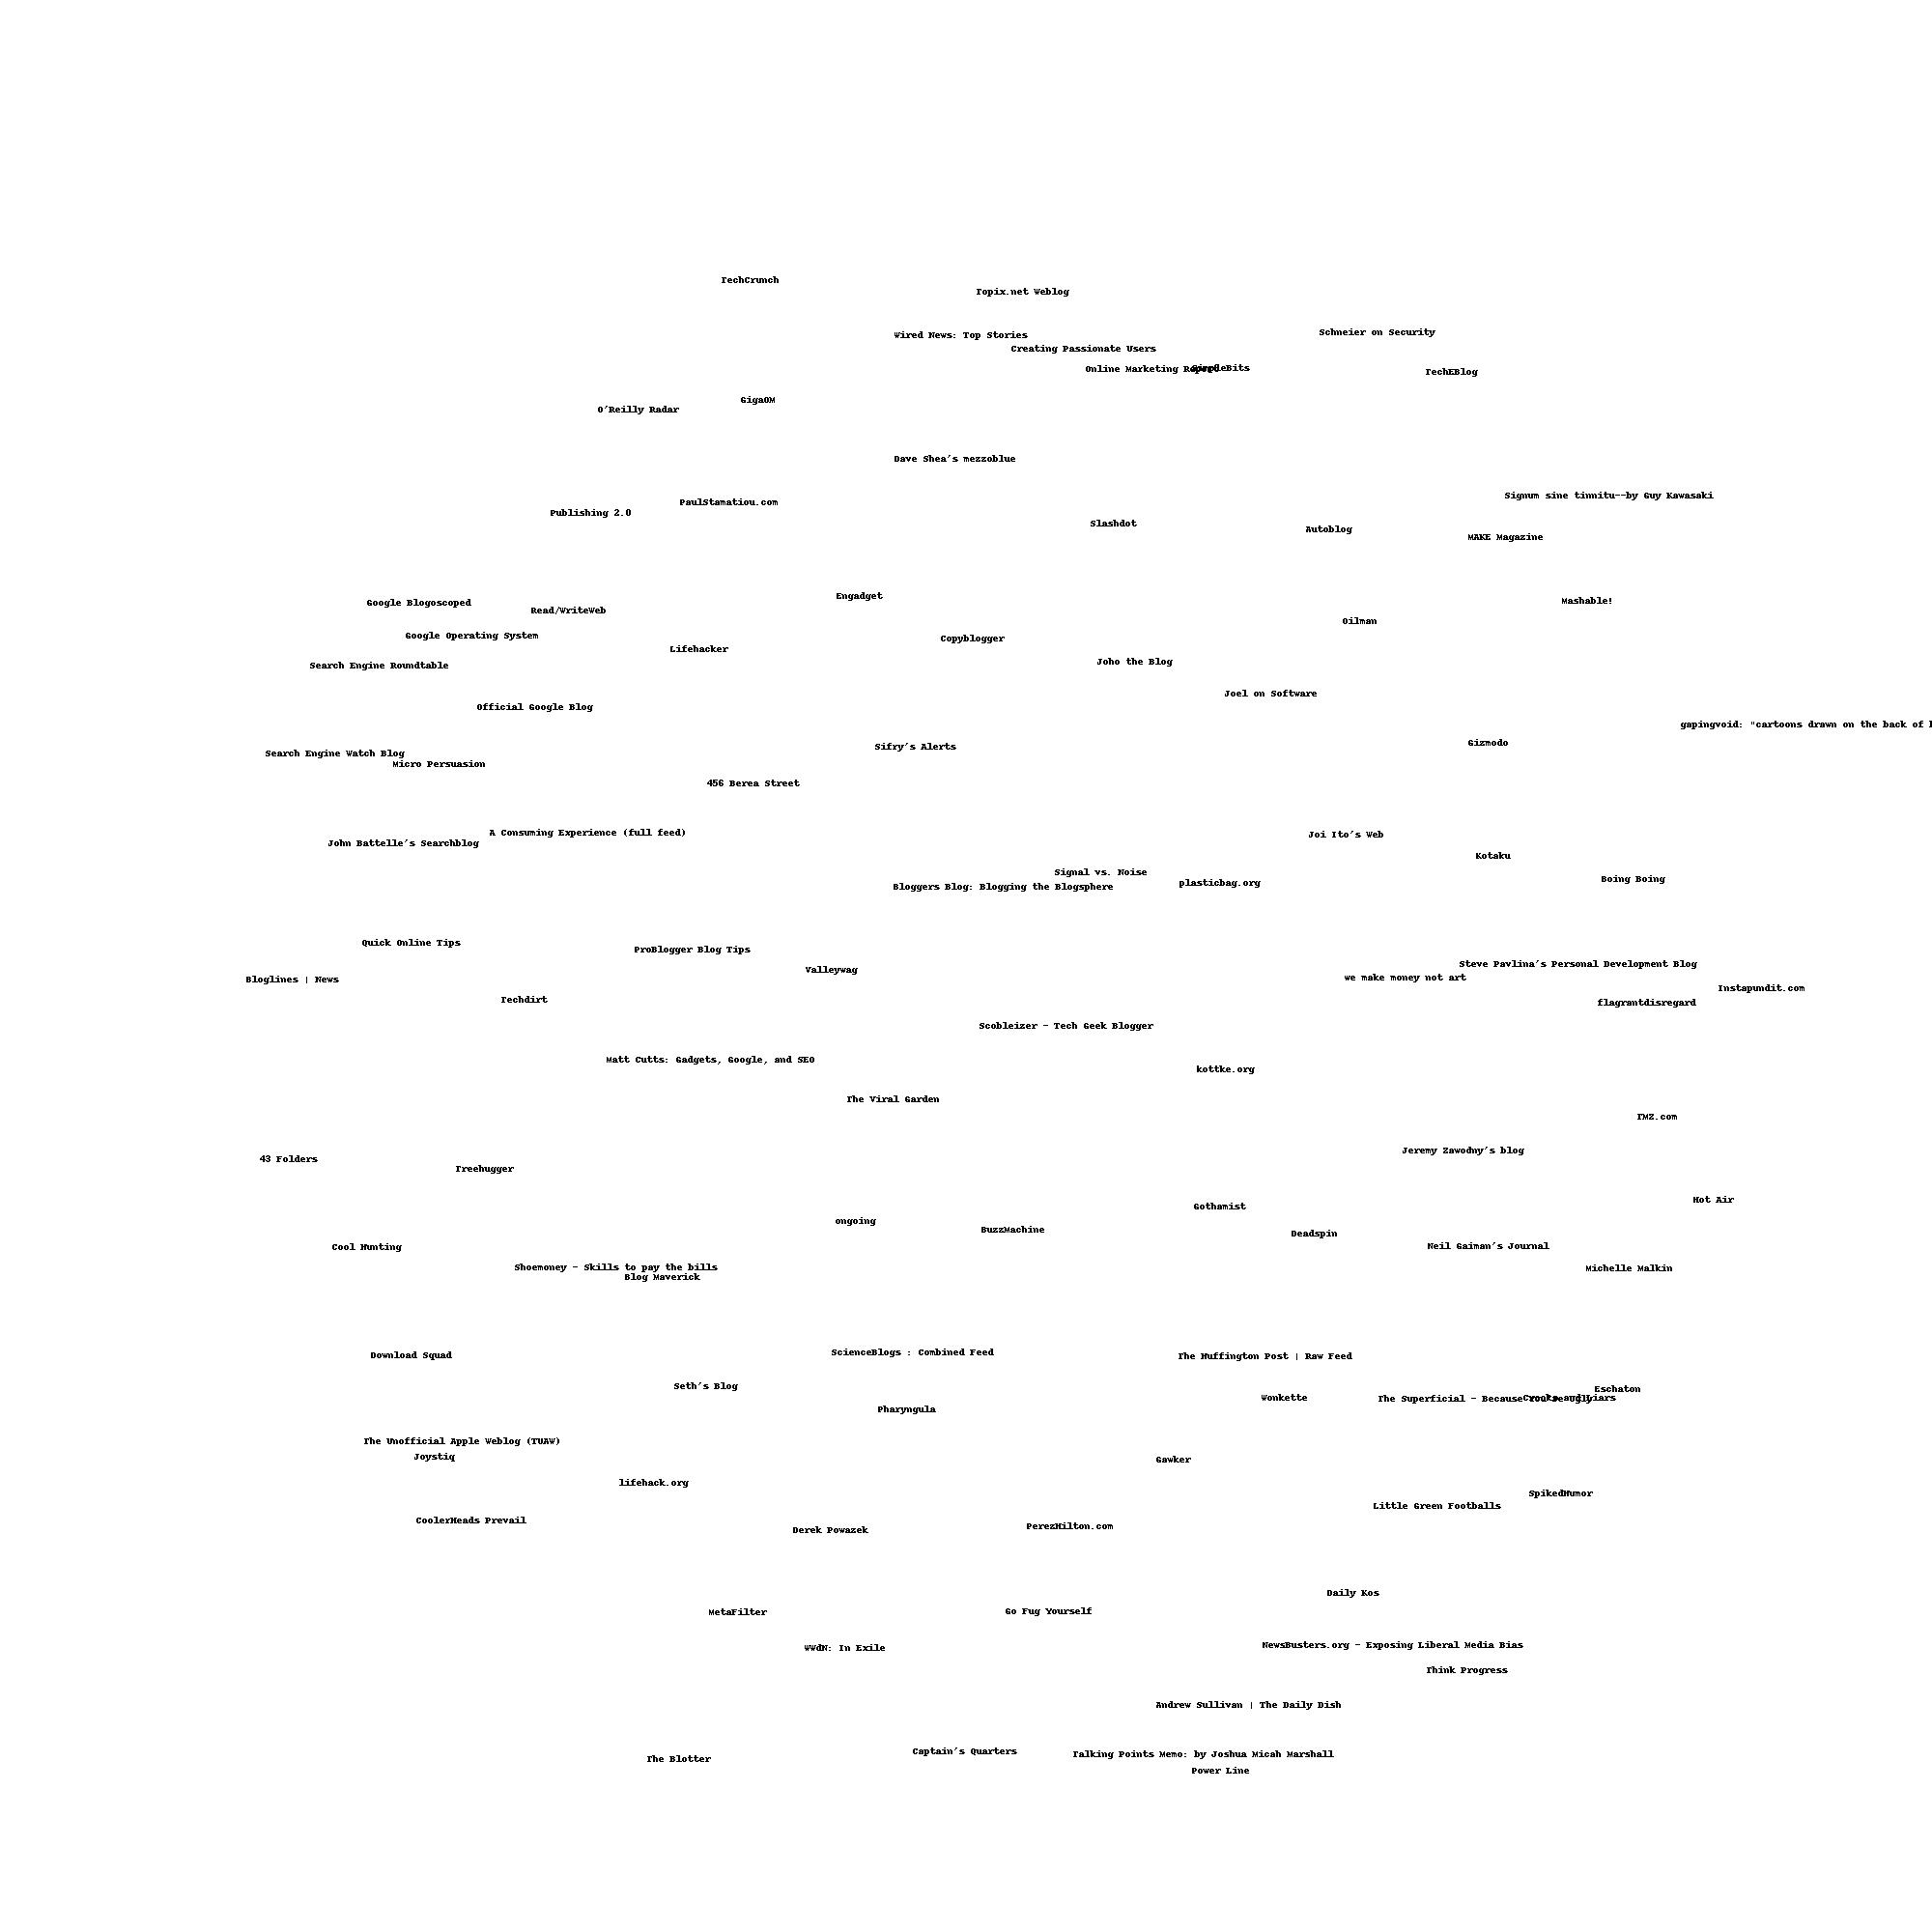 TechCrunch
Topix.net Weblog
Wired News: Top Stories
Schneier on Security
Creating Passionate Users
Online Marketing Report
SimpleBits
TechEBlog
GigaOM
O'Reilly Radar
Dave Shea's mezzoblue
Signum sine tinnitu--by Guy Kawasaki
PaulStamatiou.com
Publishing 2.0
Slashdot
Autoblog
MAKE Magazine
Engadget
Mashable!
Google Blogoscoped
Read/WriteWeb
Oilman
Google Operating System
Copyblogger
Lifehacker
Joho the Blog
Search Engine Roundtable
Joel on Software
Official Google Blog
gapingvoid: "cartoons drawn on the back of
Gizmodo
Sifry's Alerts
Search Engine Watch Blog
Micro Persuasion
456 Berea Street
A Consuming Experience (full feed)
Joi Ito's Web
John Battelle's Searchblog
Kotaku
Signal vs. Noise
Boing Boing
plasticbag.org
Bloggers Blog: Blogging the Blogsphere
Quick Online Tips
ProBlogger Blog Tips
Steve Pavlina's Personal Development Blog
Valleywag
we make money not art
Bloglines | News
Instapundit.com
Techdirt
flagrantdisregard
Scobleizer - Tech Geek Blogger
Matt Cutts: Gadgets, Google, and SEO
kottke.org
The Viral Garden
TMZ.com
Jeremy Zawodny's blog
43 Folders
Treehugger
Hot Air
Gothamist
ongoing
BuzzMachine
Deadspin
Neil Gaiman's Journal
Cool Hunting
Shoemoney - Skills to pay the bills
Michelle Malkin
Blog Maverick
ScienceBlogs : Combined Feed
Download Squad
The Huffington Post | Raw Feed
Seth's Blog
Eschaton
Wonkette
The Superficial - Because You're Ugly
Crooks and Liars
Pharyngula
The Unofficial Apple Weblog (TUAW)
Joystiq
Gawker
lifehack.org
SpikedHumor
Little Green Footballs
CoolerHeads Prevail
PerezHilton.com
Derek Powazek
Daily Kos
Go Fug Yourself
MetaFilter
NewsBusters.org - Exposing Liberal Media Bias
WWdN: In Exile
Think Progress
Andrew Sullivan | The Daily Dish
Captain's Quarters
Talking Points Memo: by Joshua Micah Marshall
The Blotter
Power Line